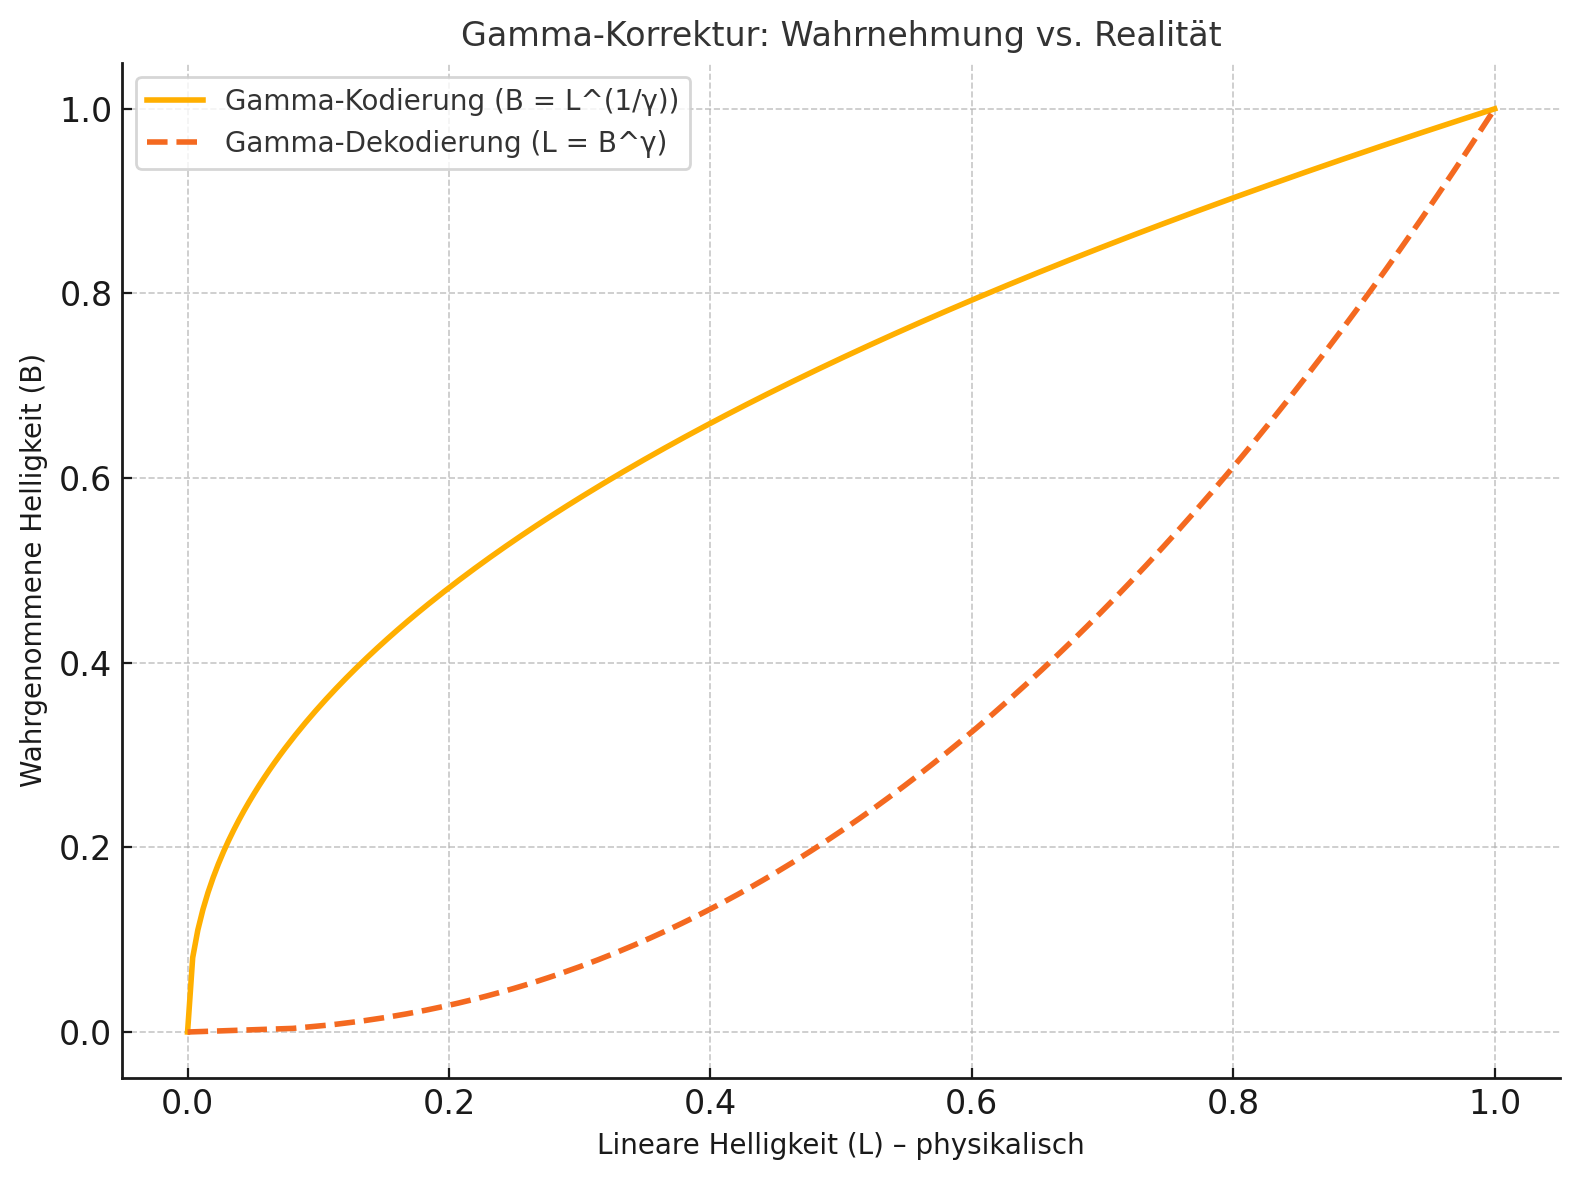 Gamma-Korrektur: Wahrnehmung vs. Realität
Gamma-Kodierung (B = L^(1/γ))
Gamma-Dekodierung (L = B^γ)
Wahrgenommene Helligkeit (B)
1.0
0.8
0.6
0.4
0.2
0.0
0.0 0.2 0.4 0.6 0.8 1.0
Lineare Helligkeit (L) – physikalisch